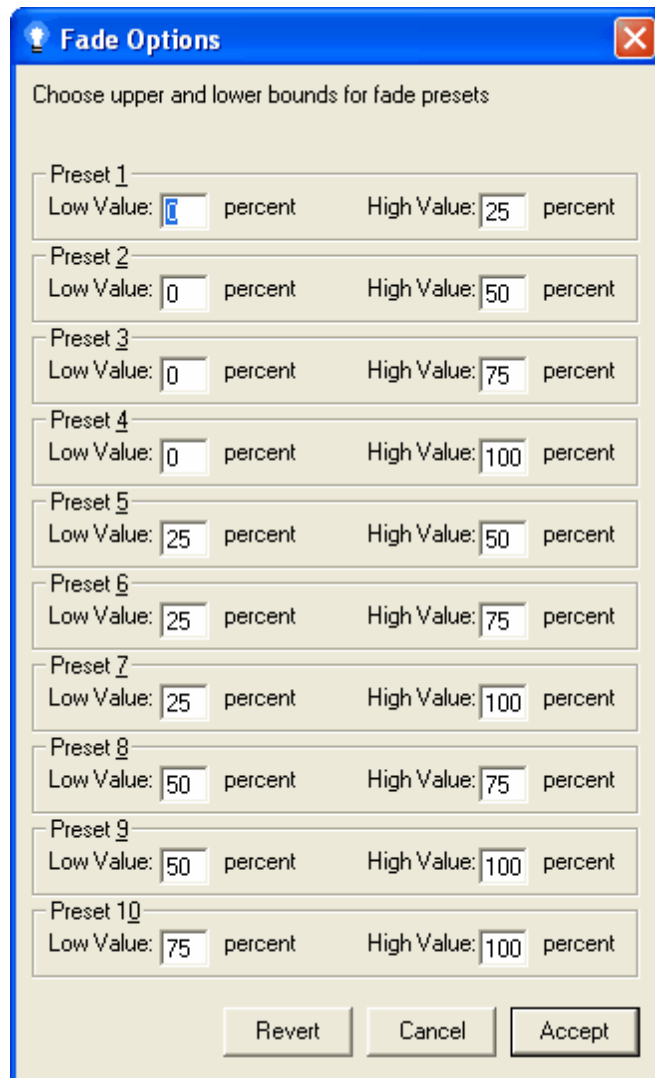 Fade Options
Choose upper and lower bounds for fade presets
Preset 1
Low Value: 0 percent High Value: 25 percent
Preset 2
Low Value: 0 percent High Value: 50 percent
Preset 3
Low Value: 0 percent High Value: 75 percent
Preset 4
Low Value: 0 percent High Value: 100 percent
Preset 5
Low Value: 25 percent High Value: 50 percent
Preset 6
Low Value: 25 percent High Value: 75 percent
Preset 7
Low Value: 25 percent High Value: 100 percent
Preset 8
Low Value: 50 percent High Value: 75 percent
Preset 9
Low Value: 50 percent High Value: 100 percent
Preset 10
Low Value: 75 percent High Value: 100 percent
Revert Cancel Accept